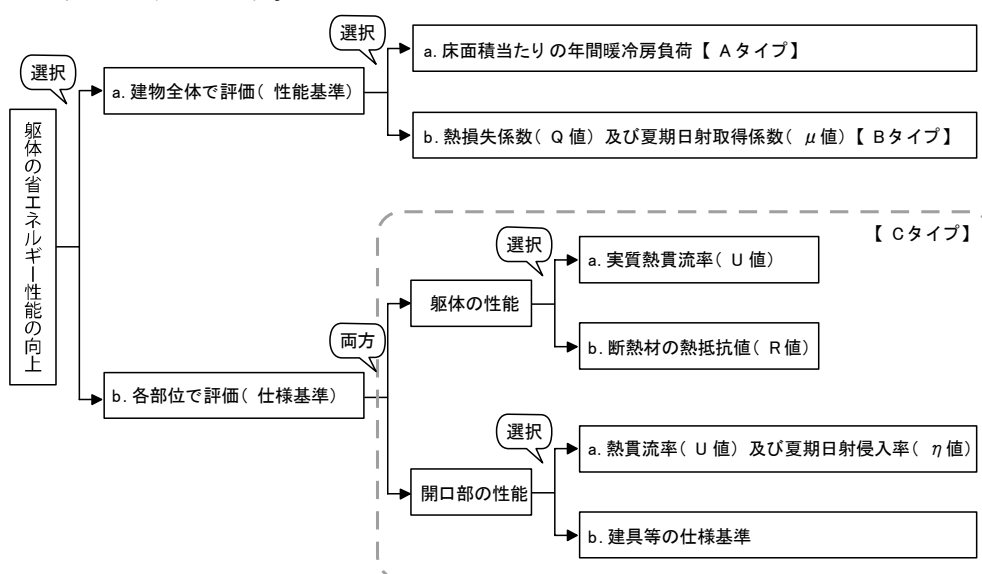 選択
a.床面積当たりの年間暖冷房負荷【Aタイプ】
選択
a.建物全体で評価(性能基準)
b.熱損失係数(Q値)及び夏期日射取得係数(μ値)【Bタイプ】
躯体の省エネルギー性能の向上
【Cタイプ】
選択
a.実質熱貫流率(U値)
躯体の性能
両方
b.断熱材の熱抵抗値(R値)
b.各部位で評価(仕様基準)
選択
a.熱貫流率(U値)及び夏期日射侵入率(η値)
開口部の性能
b.建具等の仕様基準